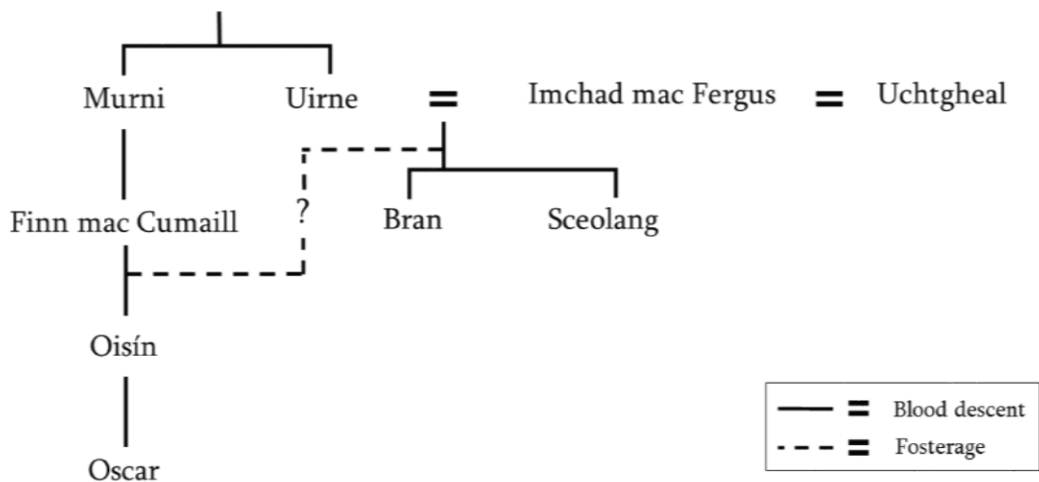 Murni Uirne = Imchad mac Fergus = Uchtgheal
? 
Finn mac Cumaill Bran Sceolang
Oisín
Oscar
= Blood descent
= Fosterage